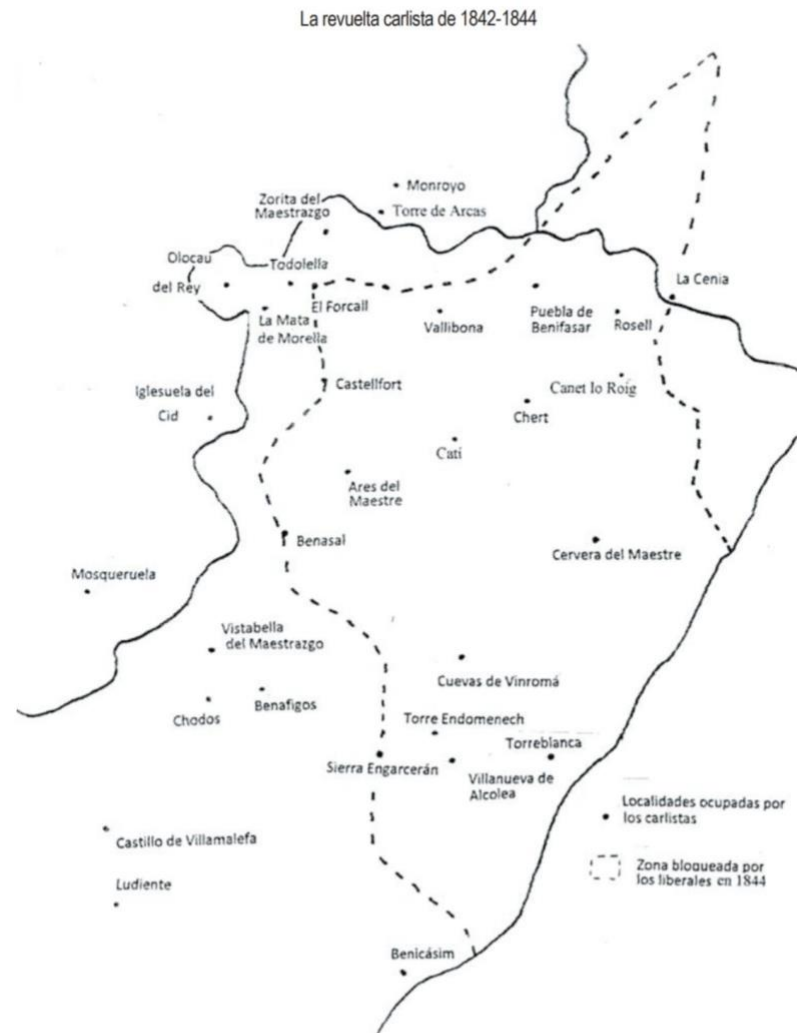 La revuelta carlista de 1842-1844
Monroyo
Zorita del
Maestrazgo
Torre de Arcas
Olocau
del Rey
Todolella
La Cenia
El Forcall
La Mata
de Morella
Vallibona
Puebla de
Benifasar
Rosell
Iglesuela del
Cid
Castellfort
Canet lo Roig
Chert
Cati
Ares del
Maestre
Benasal
Cervera del Maestre
Mosqueruela
Vistabella
del Maestrazgo
Cuevas de Vinromá
Chodos
Benafigos
Torre Endomenech
Torreblanca
Sierra Engarcerán
Villanueva de
Alcolea
Localidades ocupadas por
los carlistas
Castillo de Villamalefa
Zona bloqueada por
los liberales en 1844
Ludiente
Benicásim